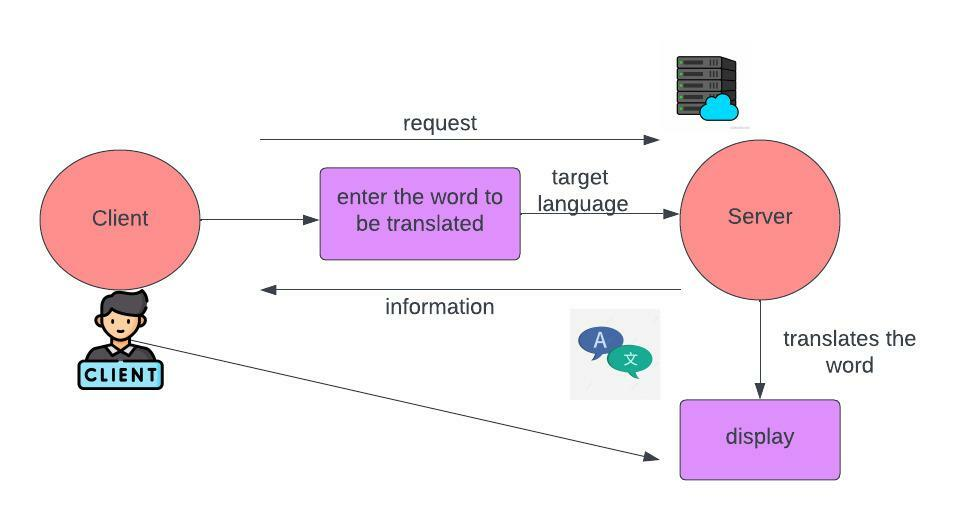 request
target
language
enter the word to
be translated
Client
Server
information
A
文
translates the
word
CLIENT
display